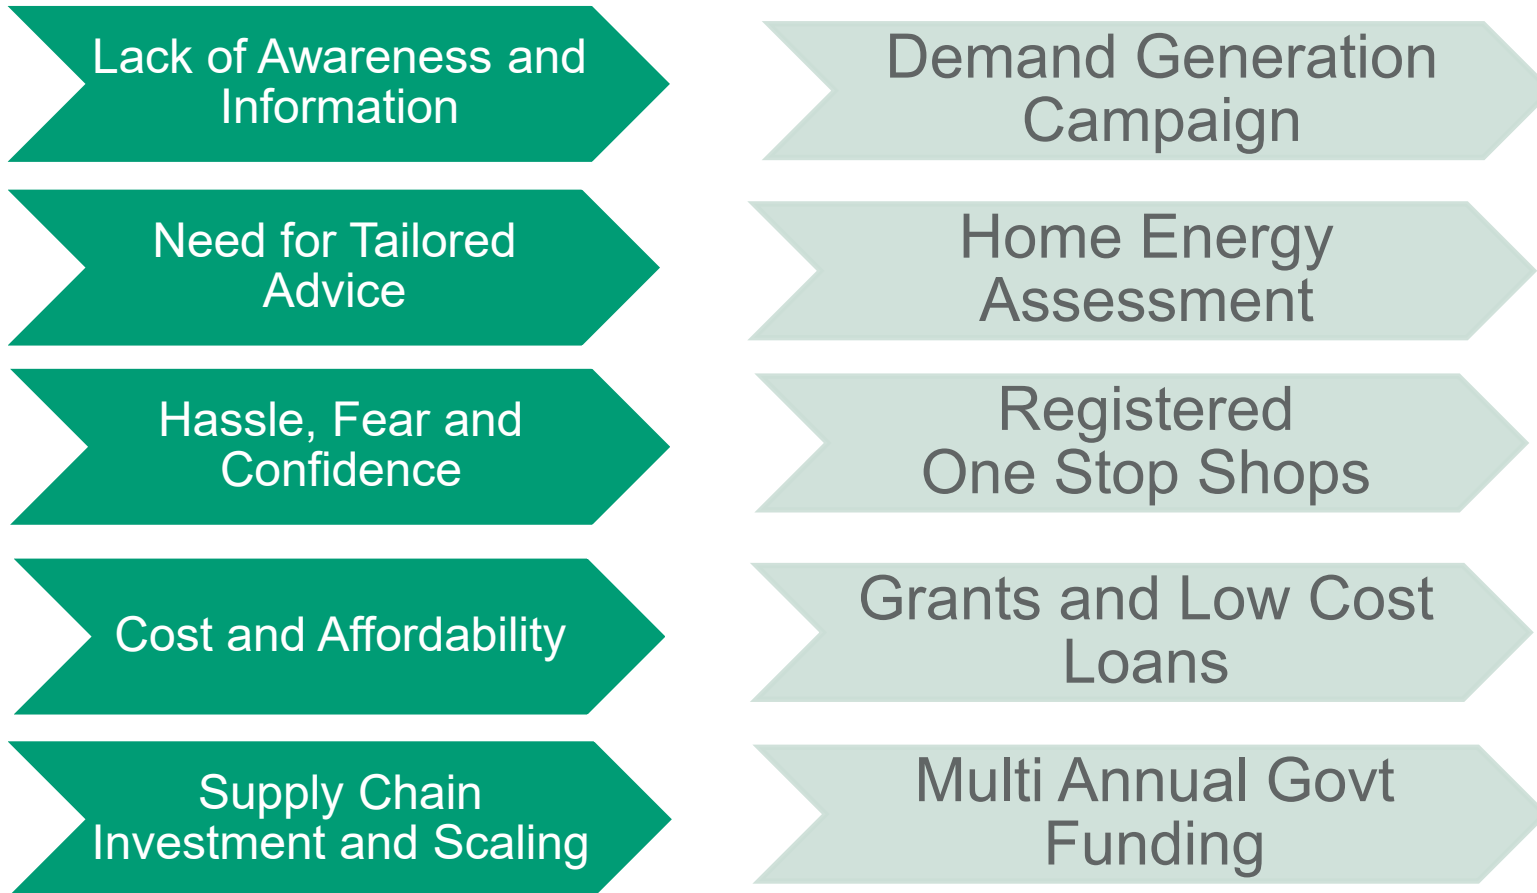 Lack of Awareness and
Information
Demand Generation
Campaign
Need for Tailored
Advice
Home Energy
Assessment
Hassle, Fear and
Confidence
Registered
One Stop Shops
Cost and Affordability
Grants and Low Cost
Loans
Supply Chain
Investment and Scaling
Multi Annual Govt
Funding